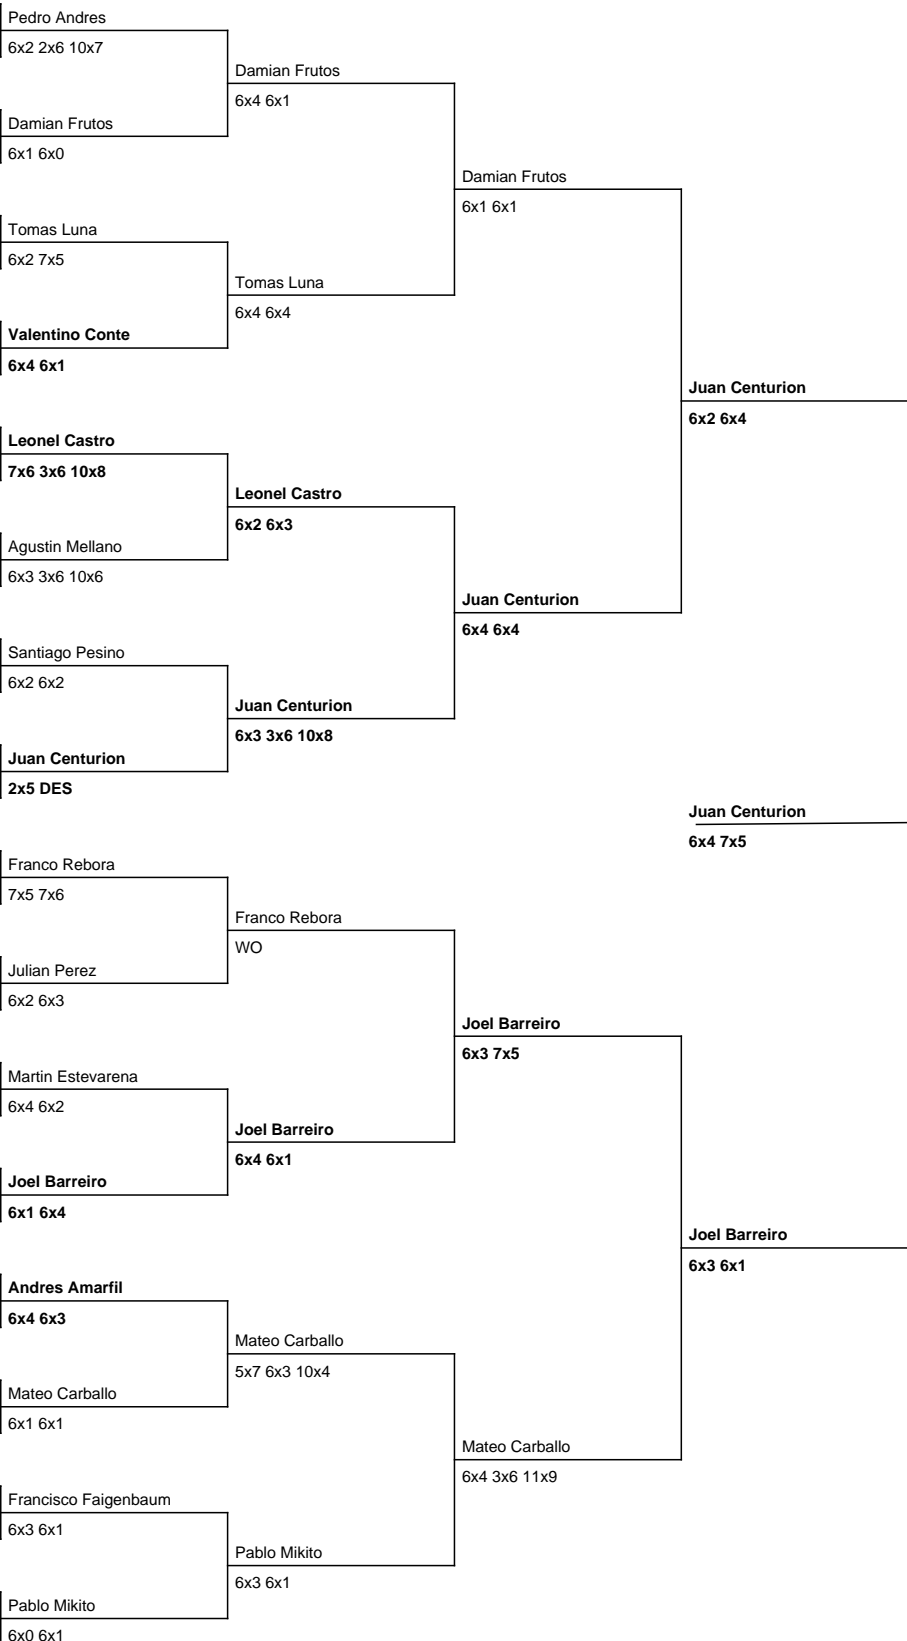 Pedro Andres
6x2 2x6 10x7
Damian Frutos
6x4 6x1
Damian Frutos
6x1 6x0
Damian Frutos
6x1 6x1
Tomas Luna
6x2 7x5
Tomas Luna
6x4 6x4
Valentino Conte
6x4 6x1
Juan Centurion
6x2 6x4
Leonel Castro
7x6 3x6 10x8
Leonel Castro
6x2 6x3
Agustin Mellano
6x3 3x6 10x6
Juan Centurion
6x4 6x4
Santiago Pesino
6x2 6x2
Juan Centurion
6x3 3x6 10x8
Juan Centurion
2x5 DES
Juan Centurion
6x4 7x5
Franco Rebora
7x5 7x6
Franco Rebora
WO
Julian Perez
6x2 6x3
Joel Barreiro
6x3 7x5
Martin Estevarena
6x4 6x2
Joel Barreiro
6x4 6x1
Joel Barreiro
6x1 6x4
Joel Barreiro
6x3 6x1
Andres Amarfil
6x4 6x3
Mateo Carballo
5x7 6x3 10x4
Mateo Carballo
6x1 6x1
Mateo Carballo
6x4 3x6 11x9
Francisco Faigenbaum
6x3 6x1
Pablo Mikito
6x3 6x1
Pablo Mikito
6x0 6x1